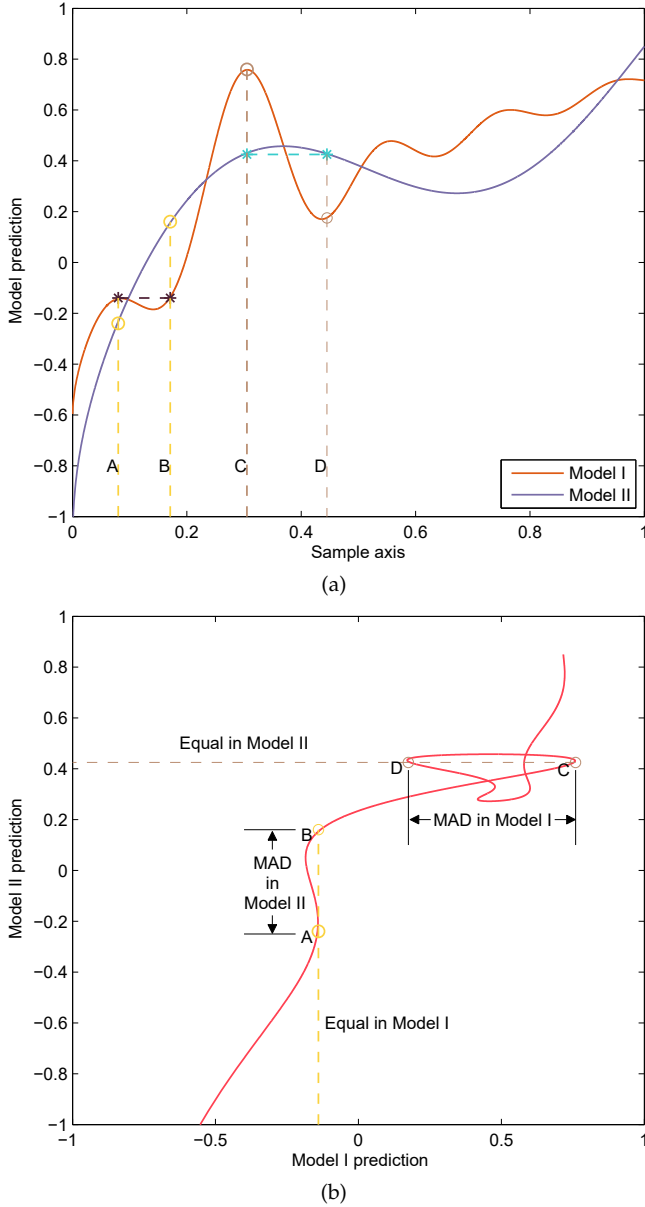 1
0.8
0.6
0.4
0.2
0
−0.2
−0.4
−0.6
−0.8
−1
Model prediction
A
B
C
D
Model I
Model II
0 0.2 0.4 0.6 0.8 1
Sample axis
(a)
1
0.8
0.6
0.4
0.2
0
−0.2
−0.4
−0.6
−0.8
−1
Model II prediction
Equal in Model II
D
C
MAD in Model I
B
MAD
in
Model II
A
Equal in Model I
−1 −0.5 0 0.5 1
Model I prediction
(b)